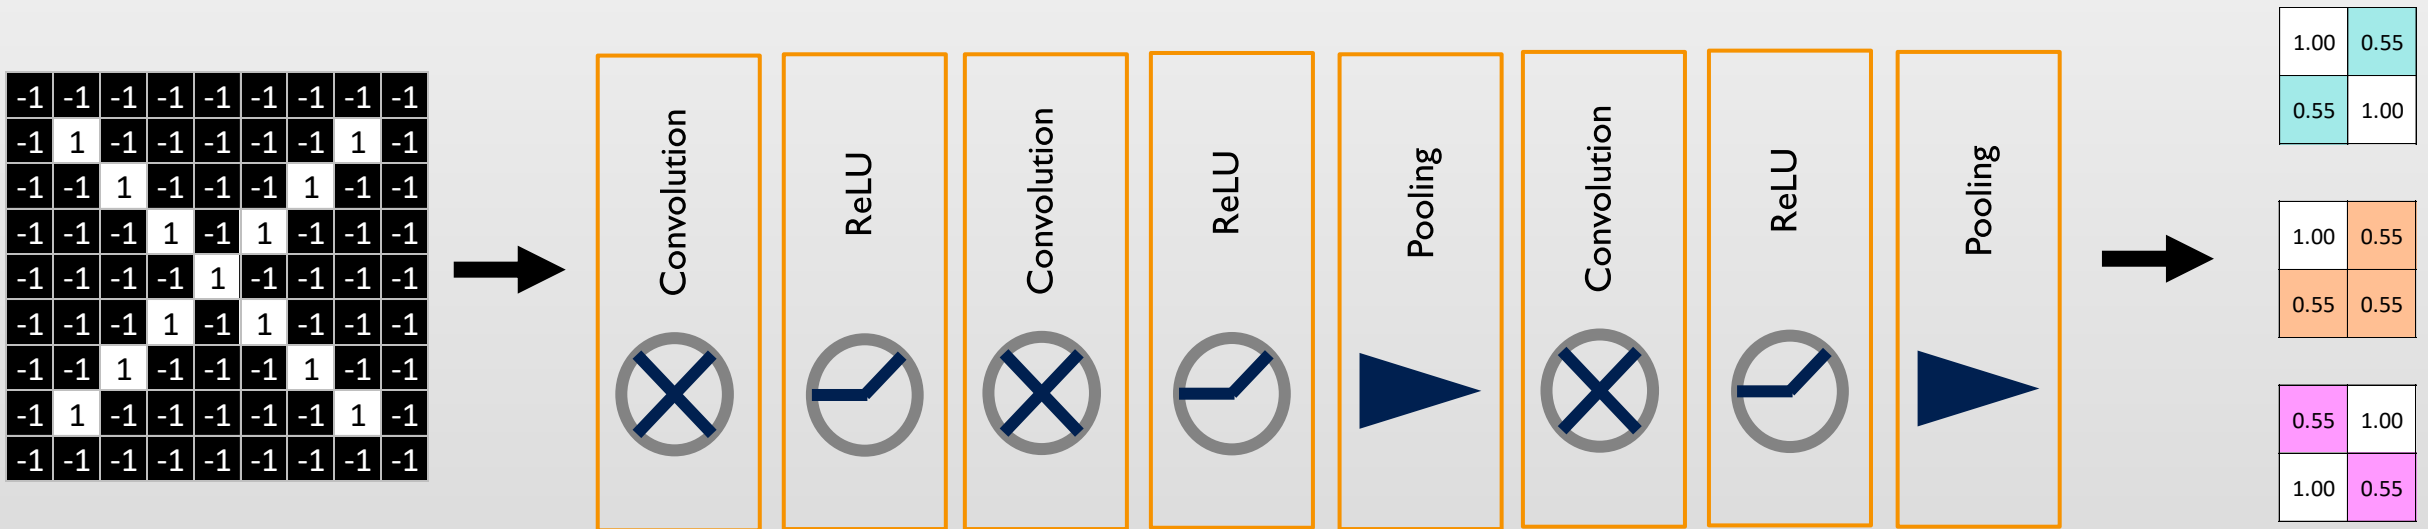 -1 -1 -1 -1 -1 -1 -1 -1 -1
-1 1 -1 -1 -1 -1 -1 1 -1
-1 -1 1 -1 -1 -1 1 -1 -1
-1 -1 -1 1 -1 1 -1 -1 -1
-1 -1 -1 -1 1 -1 -1 -1 -1
-1 -1 -1 1 -1 1 -1 -1 -1
-1 -1 1 -1 -1 -1 1 -1 -1
-1 1 -1 -1 -1 -1 -1 1 -1
-1 -1 -1 -1 -1 -1 -1 -1 -1
Convolution
ReLU
Convolution
ReLU
Pooling
Convolution
ReLU
Pooling
1.00 0.55
0.55 1.00
1.00 0.55
0.55 0.55
0.55 1.00
1.00 0.55